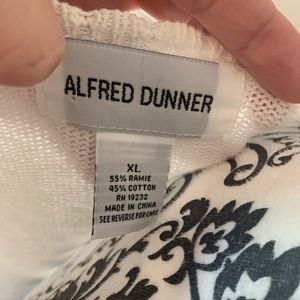 ALFRED DUNNER
XL
55% RAMIE
45% COTTON
RN 19232
MADE IN CHINA
SEE REVERSE FOR CARE